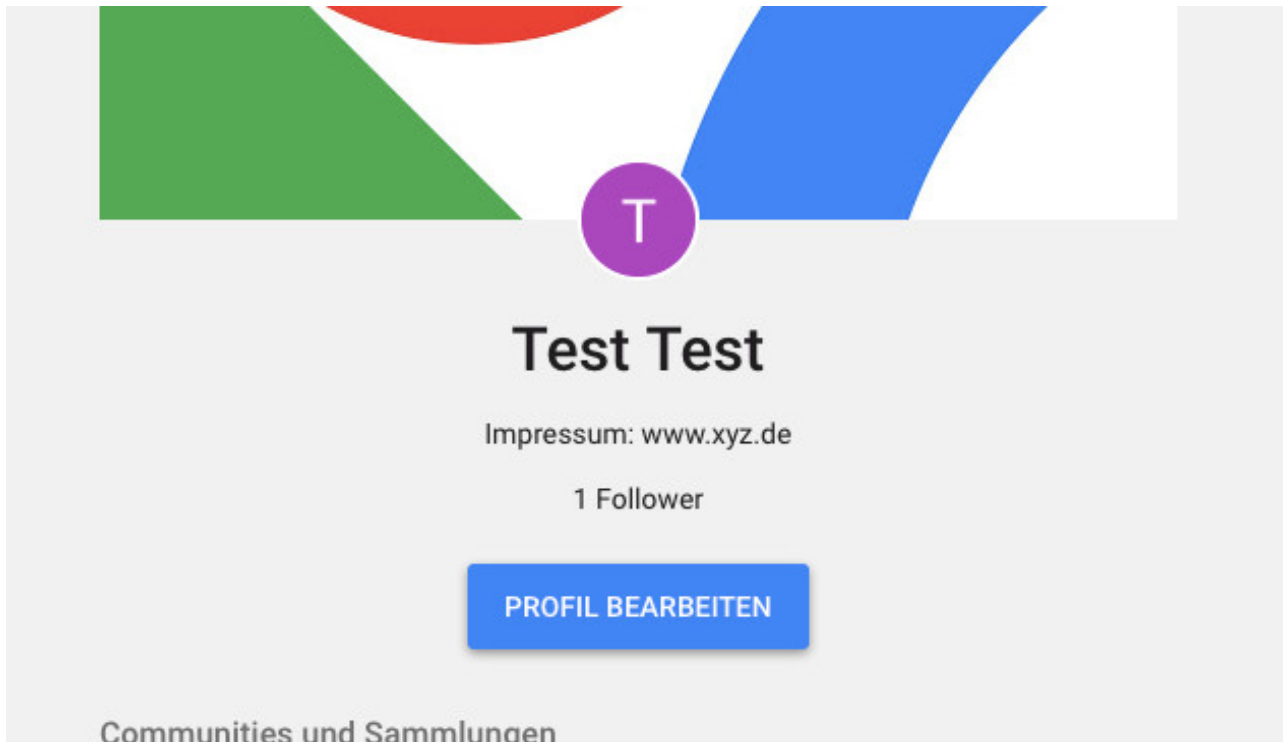 T
Test Test
Impressum: www.xyz.de
1 Follower
PROFIL BEARBEITEN
Communities und Sammlungen